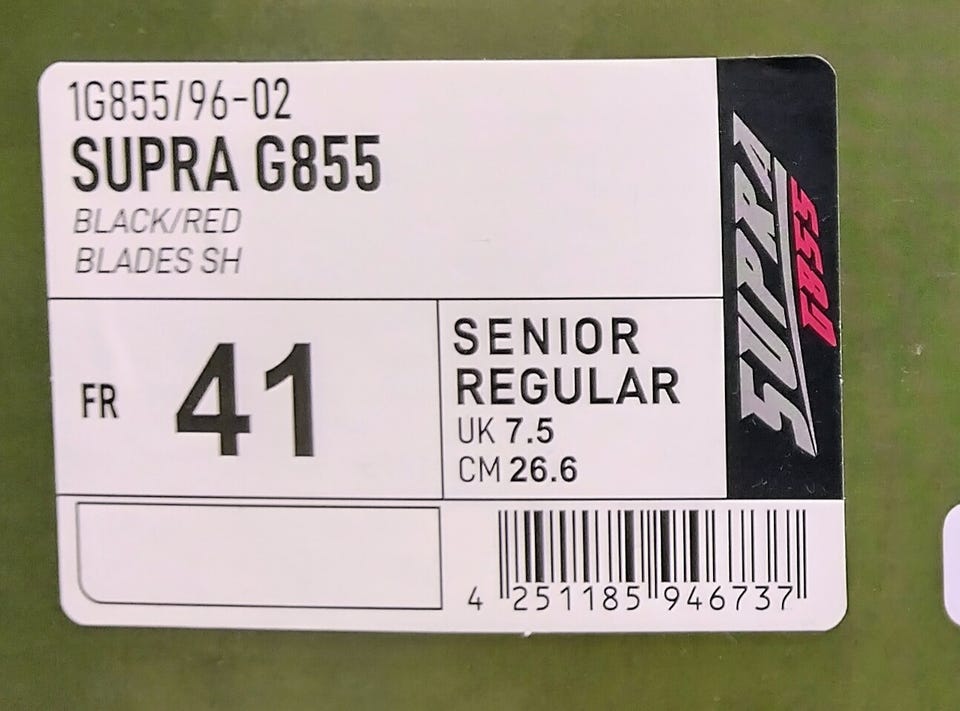 1G855/96-02
SUPRA G855
BLACK/RED
BLADES SH
FR 41
SENIOR
REGULAR
UK 7.5
CM 26.6
4 251185 946737
SUPRA
G855